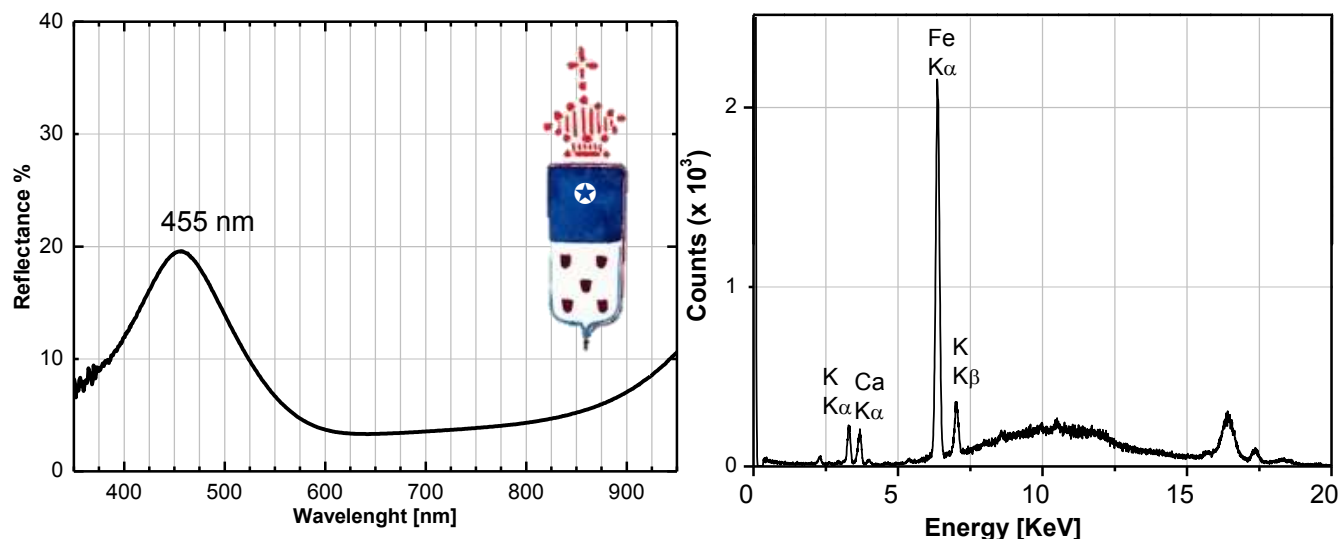 40
30
20
10
0
Reflectance %
455 nm
400 500 600 700 800 900
Wavelenght [nm]
2
1
0
Counts (x 10³)
Fe
Kα
K
Kα
Ca
Kα
K
Kβ
0 5 10 15 20
Energy [KeV]